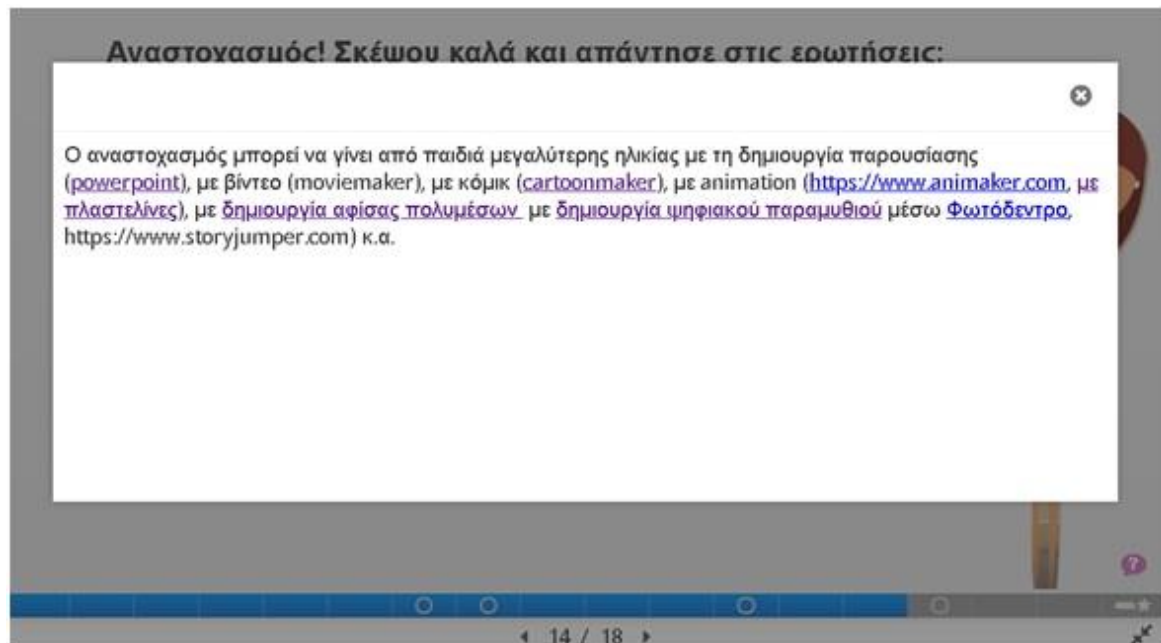 Αναστοχασμός! Σκέψου καλά και απάντησε στις ερωτήσεις:
Ο αναστοχασμός μπορεί να γίνει από παιδιά μεγαλύτερης ηλικίας με τη δημιουργία παρουσίασης
(powerpoint), με βίντεο (moviemaker), με κόμικ (cartoonmaker), με animation (https://www.animaker.com, με
πλαστελίνες), με δημιουργία αφίσας πολυμέσων με δημιουργία ψηφιακού παραμυθιού μέσω Φωτόδεντρο,
https://www.storyjumper.com) κ.α.
14 / 18